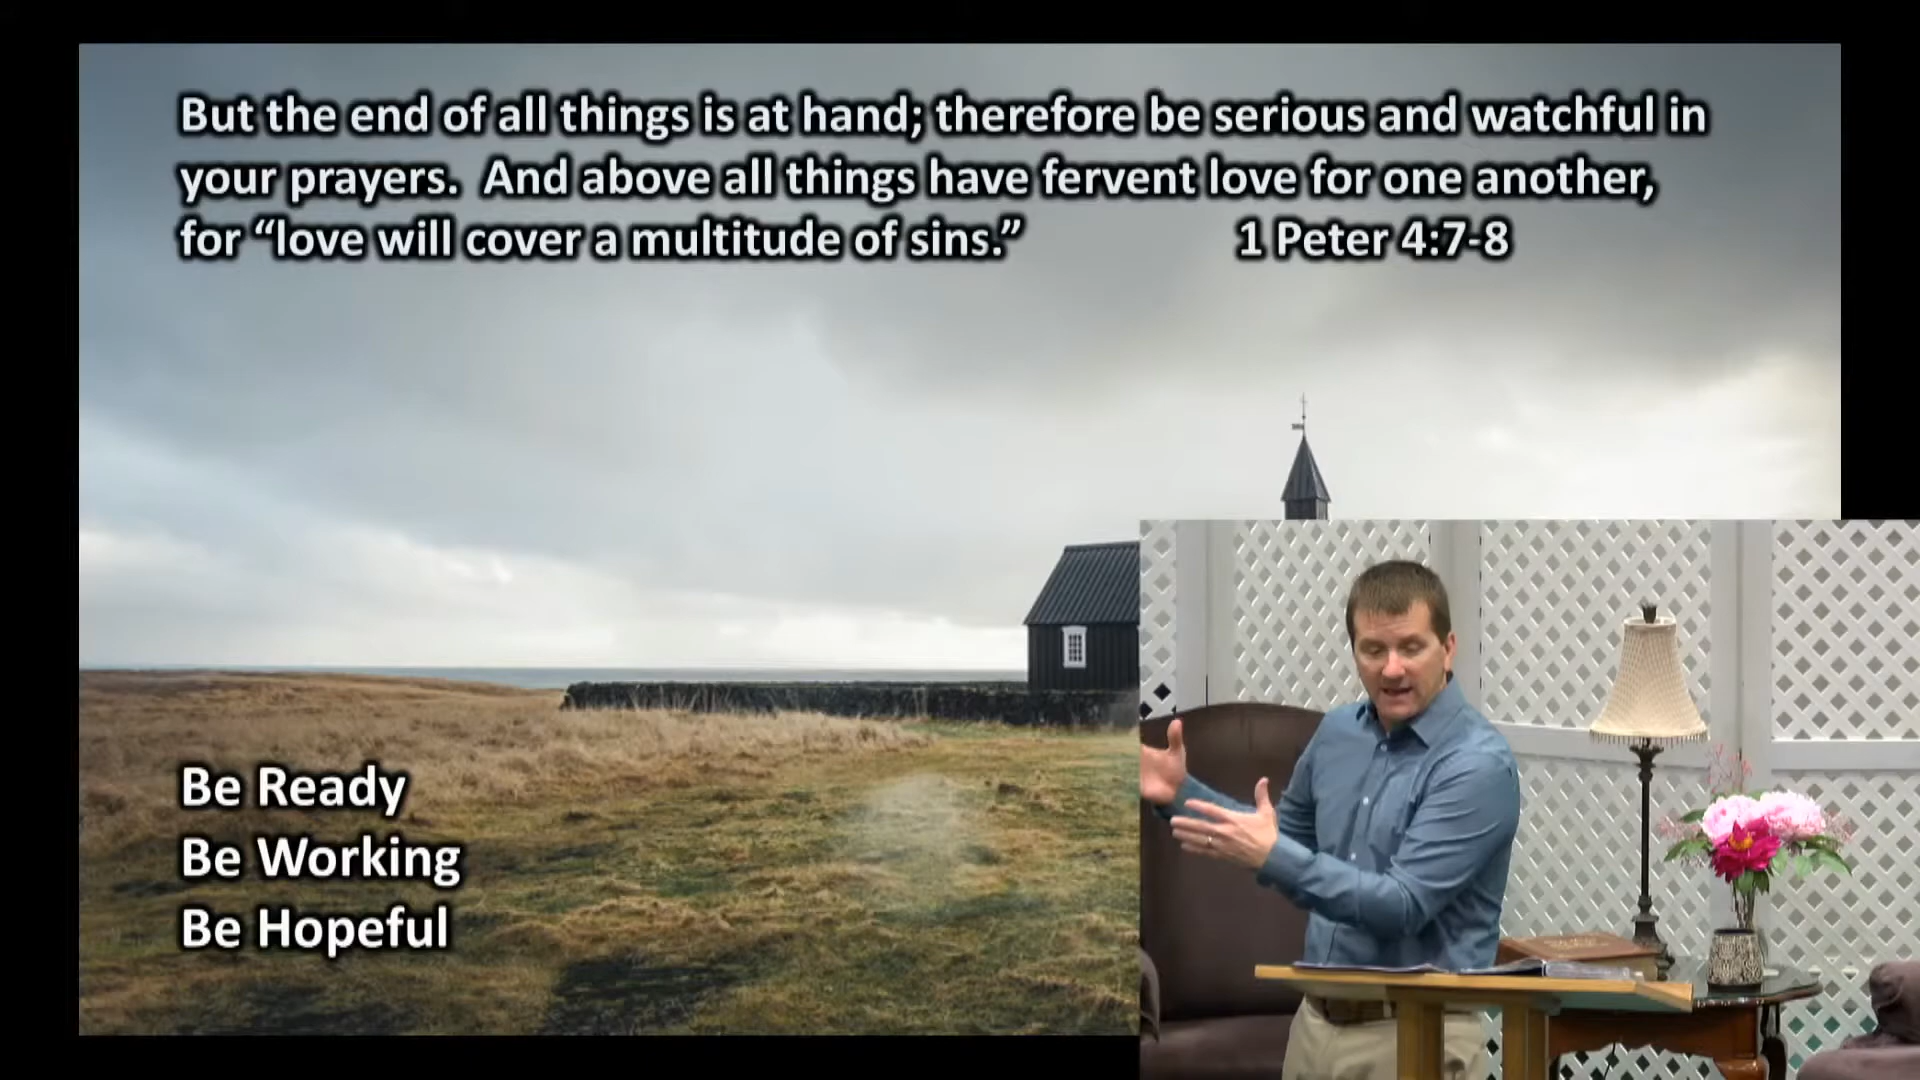 But the end of all things is at hand; therefore be serious and watchful in
your prayers.  And above all things have fervent love for one another,
for “love will cover a multitude of sins.” 1 Peter 4:7-8
Be Ready
Be Working
Be Hopeful